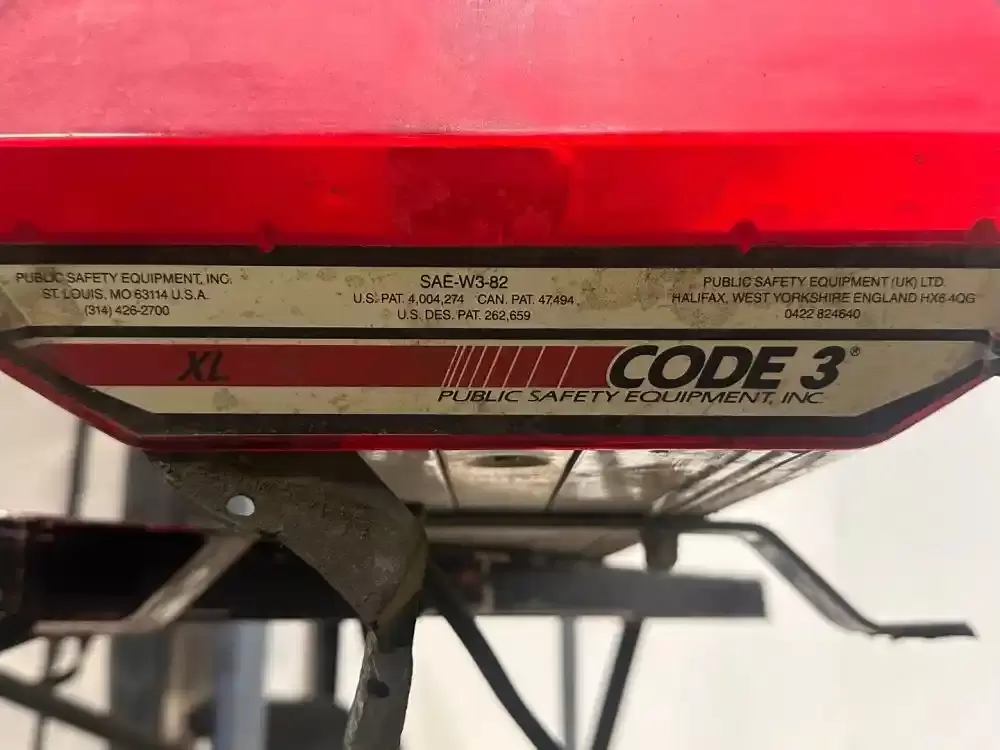 PUBLIC SAFETY EQUIPMENT, INC.
ST. LOUIS, MO 63114 U.S.A.
(314) 426-2700
SAE-W3-82
U.S. PAT. 4,004,274 CAN. PAT. 47,494
U.S. DES. PAT. 262,659
PUBLIC SAFETY EQUIPMENT (UK) LTD.
HALIFAX, WEST YORKSHIRE ENGLAND HX6 4QG
0422 824640
XL
CODE 3®
PUBLIC SAFETY EQUIPMENT, INC.